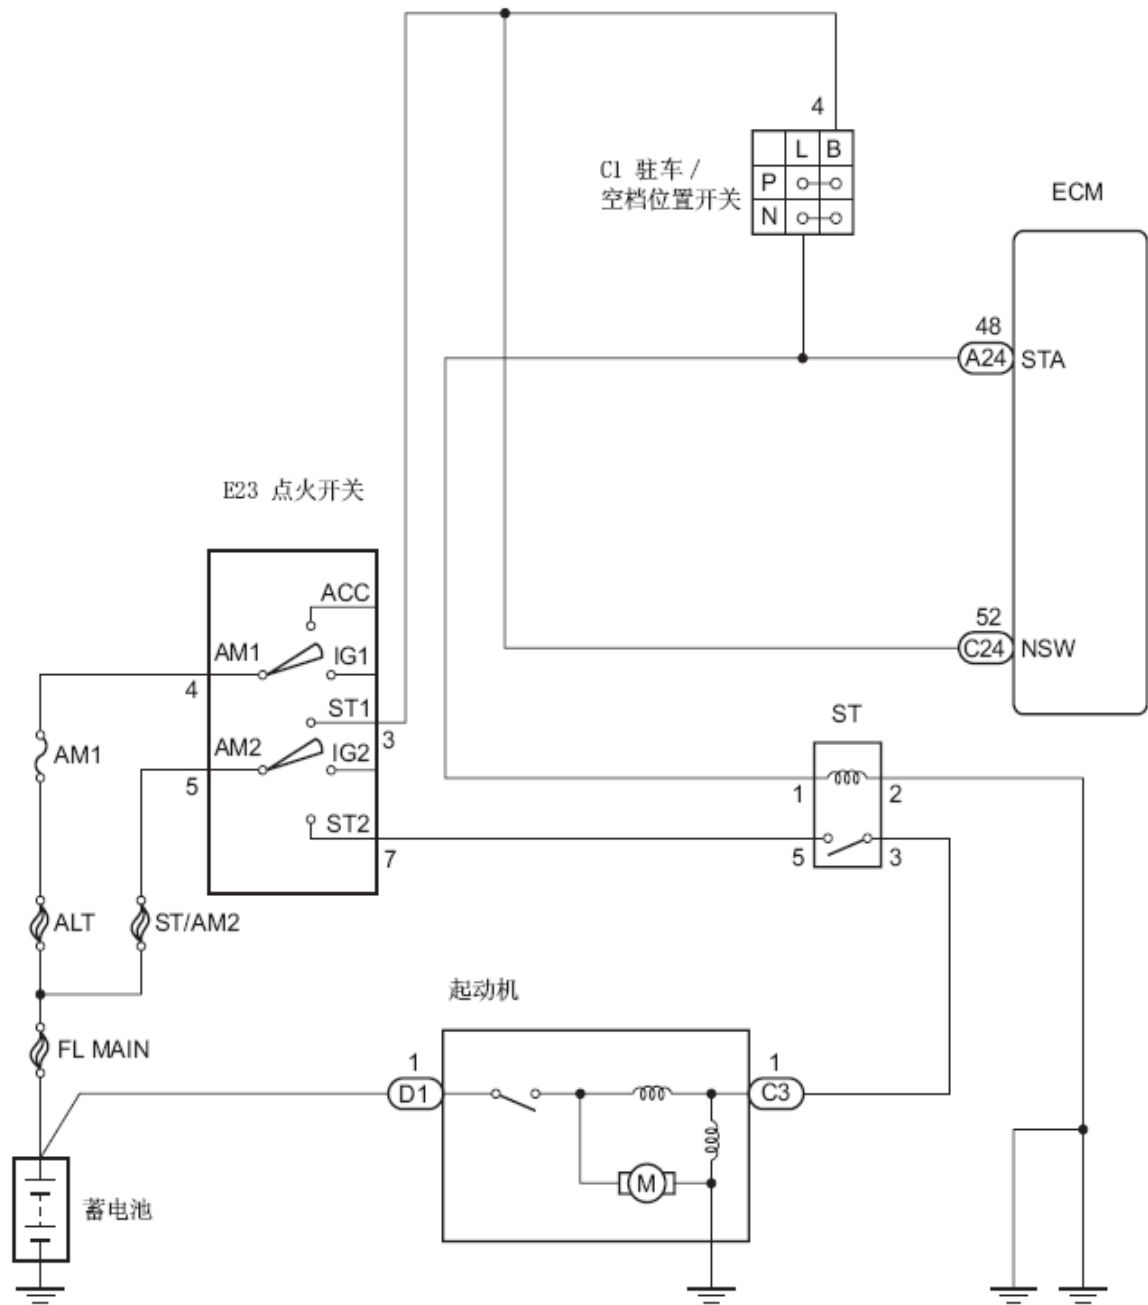 4
L B
C1 驻车 /
空档位置开关
P
N
ECM
48
A24 STA
E23 点火开关
52
C24 NSW
ACC
AM1 IG1
4
ST1
3
AM1
AM2 IG2
5
ST2
7
ST
1 2
5 3
ALT ST/AM2
起动机
FL MAIN
1 1
D1 C3
M
蓄电池